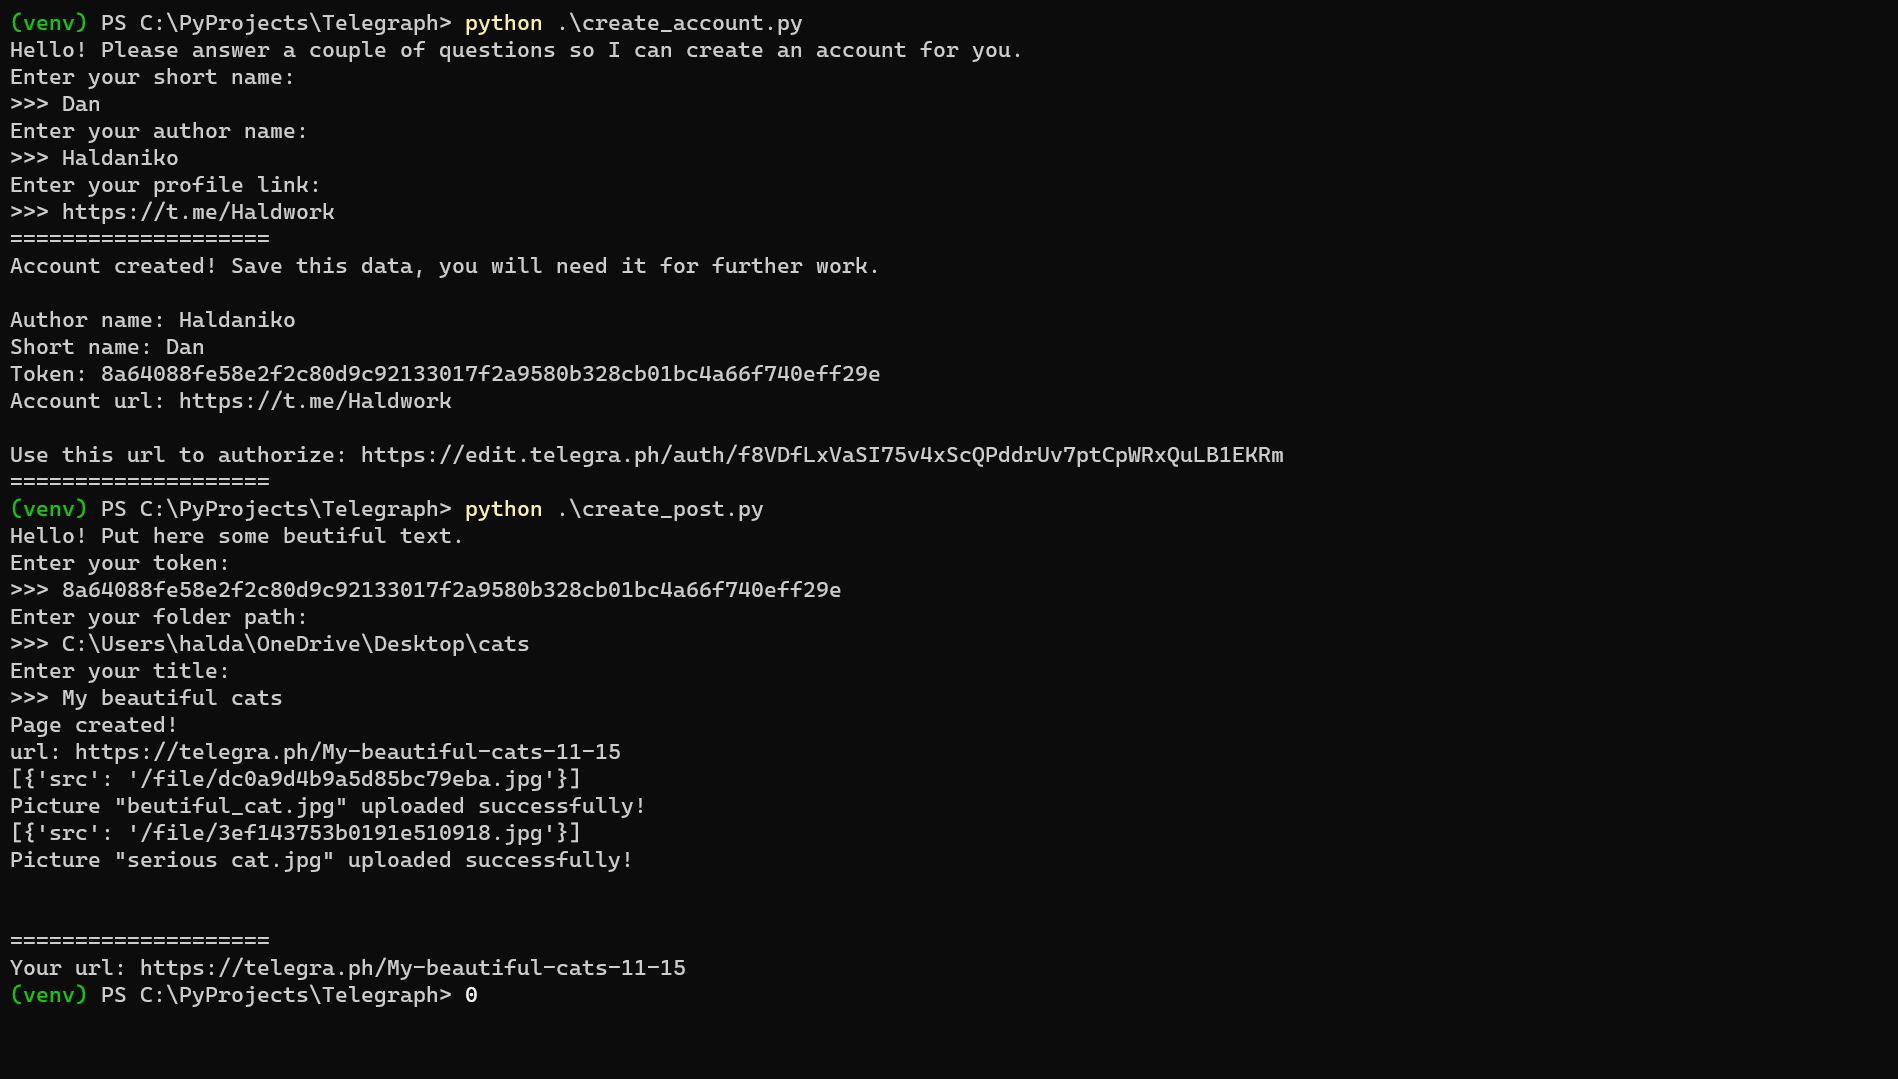 (venv) PS C:\PyProjects\Telegraph> python .\create_account.py
Hello! Please answer a couple of questions so I can create an account for you.
Enter your short name:
>>> Dan
Enter your author name:
>>> Haldaniko
Enter your profile link:
>>> https://t.me/Haldwork
====================
Account created! Save this data, you will need it for further work.
Author name: Haldaniko
Short name: Dan
Token: 8a64088fe58e2f2c80d9c92133017f2a9580b328cb01bc4a66f740eff29e
Account url: https://t.me/Haldwork
Use this url to authorize: https://edit.telegra.ph/auth/f8VDfLxVaSI75v4xScQPddrUv7ptCpWRxQuLB1EKRm
====================
(venv) PS C:\PyProjects\Telegraph> python .\create_post.py
Hello! Put here some beutiful text.
Enter your token:
>>> 8a64088fe58e2f2c80d9c92133017f2a9580b328cb01bc4a66f740eff29e
Enter your folder path:
>>> C:\Users\halda\OneDrive\Desktop\cats
Enter your title:
>>> My beautiful cats
Page created!
url: https://telegra.ph/My-beautiful-cats-11-15
[{'src': '/file/dc0a9d4b9a5d85bc79eba.jpg'}]
Picture "beutiful_cat.jpg" uploaded successfully!
[{'src': '/file/3ef143753b0191e510918.jpg'}]
Picture "serious cat.jpg" uploaded successfully!
====================
Your url: https://telegra.ph/My-beautiful-cats-11-15
(venv) PS C:\PyProjects\Telegraph> 0